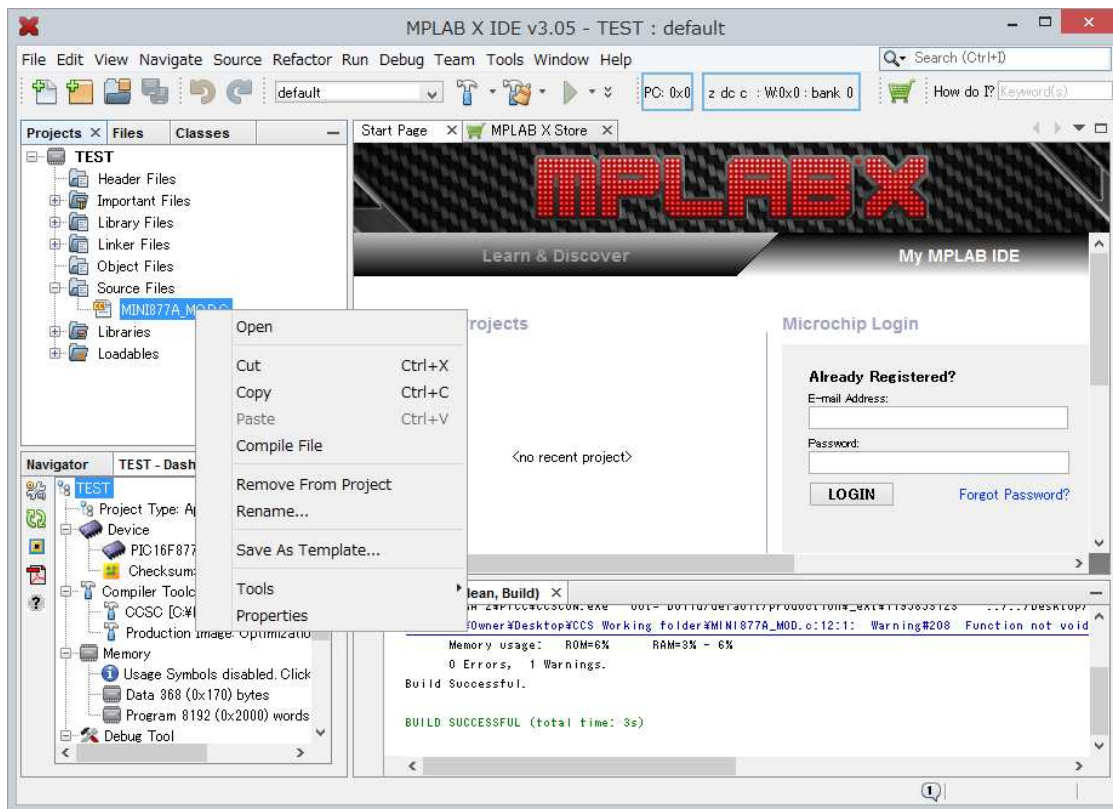 MPLAB X IDE v3.05 - TEST : default
File Edit View Navigate Source Refactor Run Debug Team Tools Window Help
Search (Ctrl+I)
default
PC: 0x0
z dc c : W:0x0 : bank 0
How do I?
Keyword(s)
Projects
Files
Classes
TEST
Header Files
Important Files
Library Files
Linker Files
Object Files
Source Files
MINI877A_MOD.C
Libraries
Loadables
Open
Cut Ctrl+X
Copy Ctrl+C
Paste Ctrl+V
Compile File
Remove From Project
Rename...
Save As Template...
Tools
Properties
Start Page
MPLAB X Store
MPLAB X
Learn & Discover
My MPLAB IDE
rojects
<no recent project>
Microchip Login
Already Registered?
E-mail Address:
Password:
LOGIN
Forgot Password?
Navigator
TEST - Dash
TEST
Project Type: A
Device
PIC16F877
Checksum:
Compiler Toolc
CCSC [C:¥
Production Image: Optimizatio
Memory
Usage Symbols disabled. Click
Data 368 (0x170) bytes
Program 8192 (0x2000) words
Debug Tool
lean, Build)
¥Owner¥Desktop¥CCS Working folder¥MINI877A_MOD.c:12:1: Warning#208 Function not void
Memory usage: ROM=6% RAM=3% - 6%
0 Errors, 1 Warnings.
Build Successful.
BUILD SUCCESSFUL (total time: 3s)
1